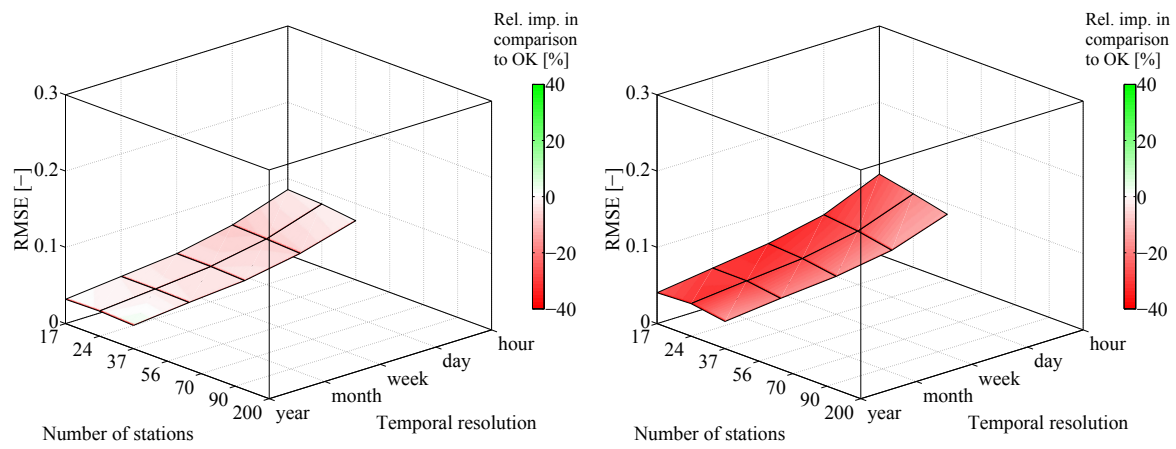 Rel. imp. in
comparison
to OK [%]
40
20
0
−20
−40
0.3
0.2
0.1
0
RMSE [−]
17
24
37
56
70
90
200
Number of stations
year
month
week
day
hour
Temporal resolution
Rel. imp. in
comparison
to OK [%]
40
20
0
−20
−40
0.3
0.2
0.1
0
RMSE [−]
17
24
37
56
70
90
200
Number of stations
year
month
week
day
hour
Temporal resolution